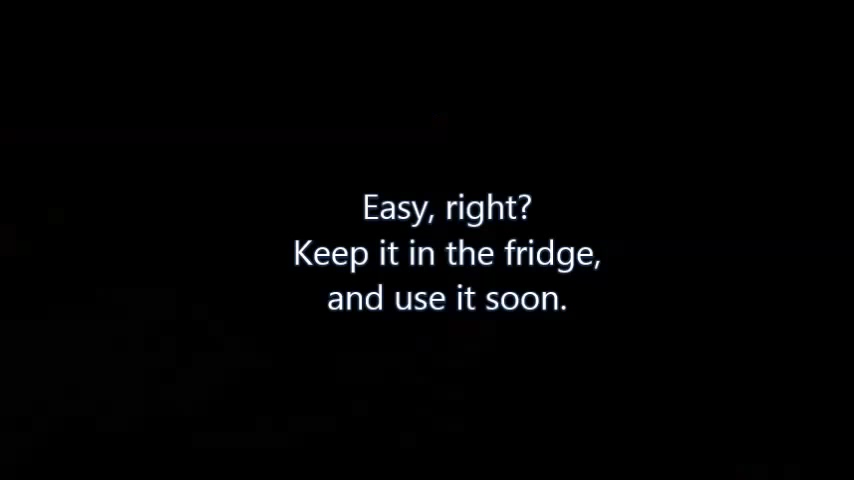 Easy, right?
Keep it in the fridge,
and use it soon.